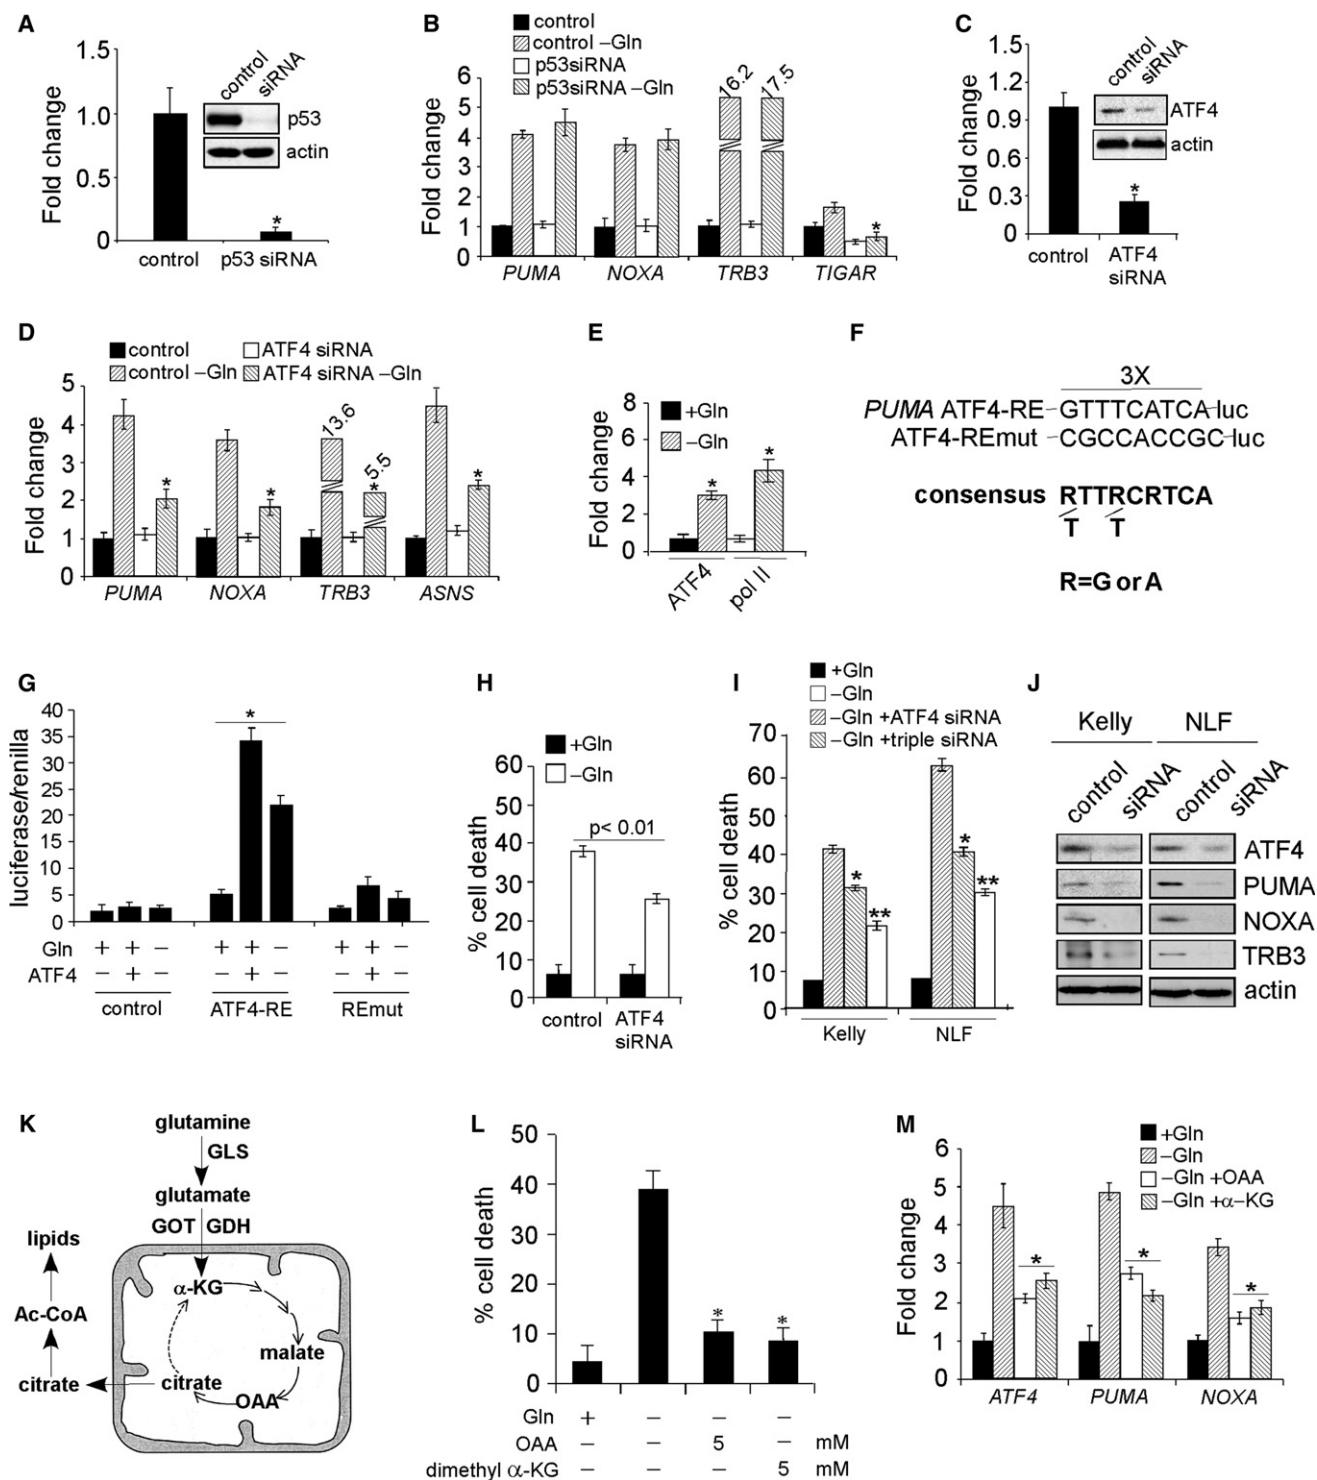 A
1.5
1.0
0.5
0
Fold change
control
siRNA
p53
actin
control
p53 siRNA
B
control
control –Gln
p53siRNA
p53siRNA –Gln
6
5
4
3
2
1
0
Fold change
16.2
17.5
*
PUMA
NOXA
TRB3
TIGAR
C
1.5
1.2
0.9
0.6
0.3
0
Fold change
control
siRNA
ATF4
actin
*
control
ATF4
siRNA
D
control
ATF4 siRNA
control –Gln
ATF4 siRNA –Gln
5
4
3
2
1
0
Fold change
13.6
5.5
* * * *
PUMA
NOXA
TRB3
ASNS
E
+Gln
–Gln
8
6
4
2
0
Fold change
* *
ATF4
pol II
F
3X
PUMA ATF4-RE–GTTTCATCA–luc
ATF4-REmut –CGCCACCGC–luc
consensus RTTRCRTCA
T T
R=G or A
G
40
35
30
25
20
15
10
5
0
luciferase/renilla
*
Gln + + – + + – + + –
ATF4 – + – – + – – + –
control
ATF4-RE
REmut
H
+Gln
–Gln
60
50
40
30
20
10
0
% cell death
p< 0.01
control
ATF4
siRNA
I
+Gln
–Gln
–Gln +ATF4 siRNA
–Gln +triple siRNA
70
60
50
40
30
20
10
0
% cell death
* ** * **
Kelly
NLF
J
Kelly
NLF
control
siRNA
control
siRNA
ATF4
PUMA
NOXA
TRB3
actin
K
glutamine
GLS
glutamate
GOT GDH
lipids
α-KG
Ac-CoA
malate
citrate
citrate
OAA
L
50
40
30
20
10
0
% cell death
* *
Gln + – – –
OAA – – 5 – mM
dimethyl α-KG – – – 5 mM
M
+Gln
–Gln
–Gln +OAA
–Gln +α–KG
6
5
4
3
2
1
0
Fold change
* * *
ATF4
PUMA
NOXA